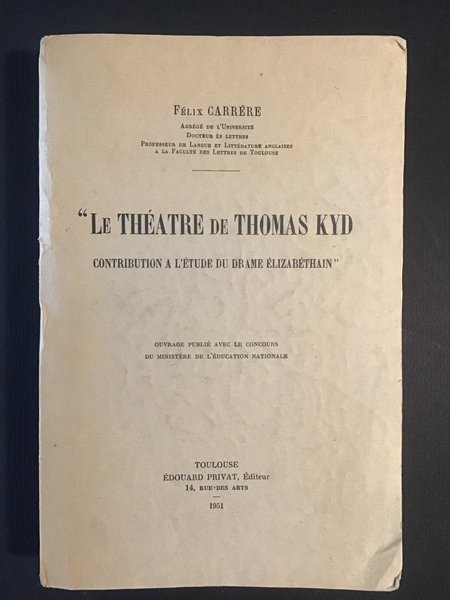 Félix CARRÈRE
Agrégé de l'Université
Docteur ès lettres
Professeur de Langue et Littérature anglaises
a la Faculté des Lettres de Toulouse
"Le THÉATRE de THOMAS KYD
CONTRIBUTION A L'ÉTUDE DU DRAME ÉLIZABÉTHAIN"
OUVRAGE PUBLIÉ AVEC LE CONCOURS
DU MINISTÈRE DE L'ÉDUCATION NATIONALE
TOULOUSE
ÉDOUARD PRIVAT, Éditeur
14, RUE-DES ARTS
1951